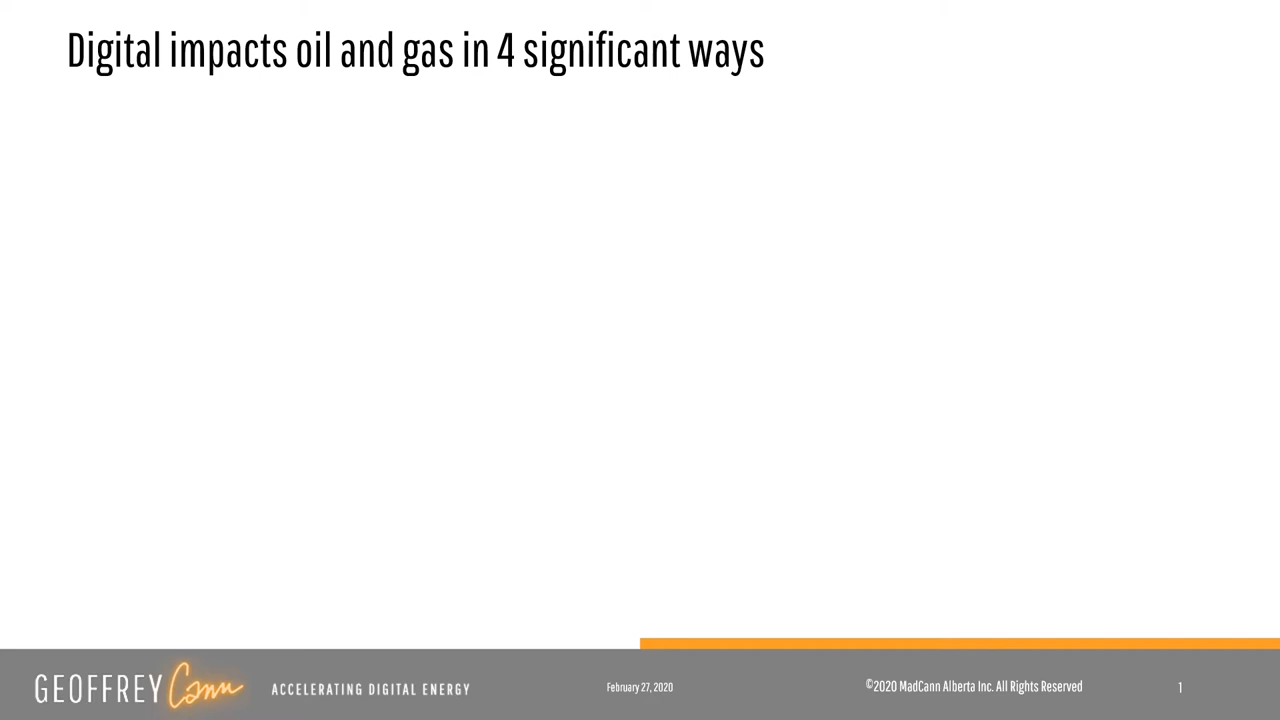 Digital impacts oil and gas in 4 significant ways
GEOFFREY Cann ACCELERATING DIGITAL ENERGY February 27, 2020 ©2020 MadCann Alberta Inc. All Rights Reserved 1